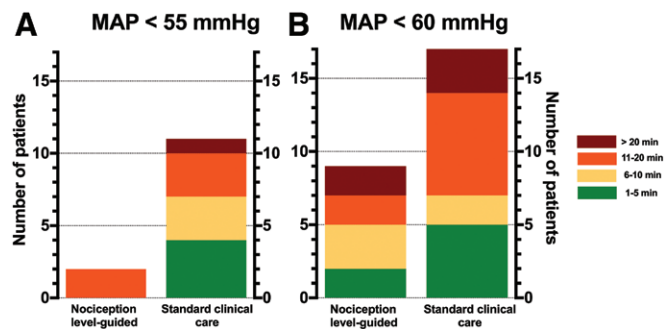 A MAP < 55 mmHg
B MAP < 60 mmHg
Number of patients
15
10
5
0
15
10
5
0
15
10
5
0
15
10
5
0
Number of patients
Nociception
level-guided
Standard clinical
care
Nociception
level-guided
Standard clinical
care
> 20 min
11-20 min
6-10 min
1-5 min